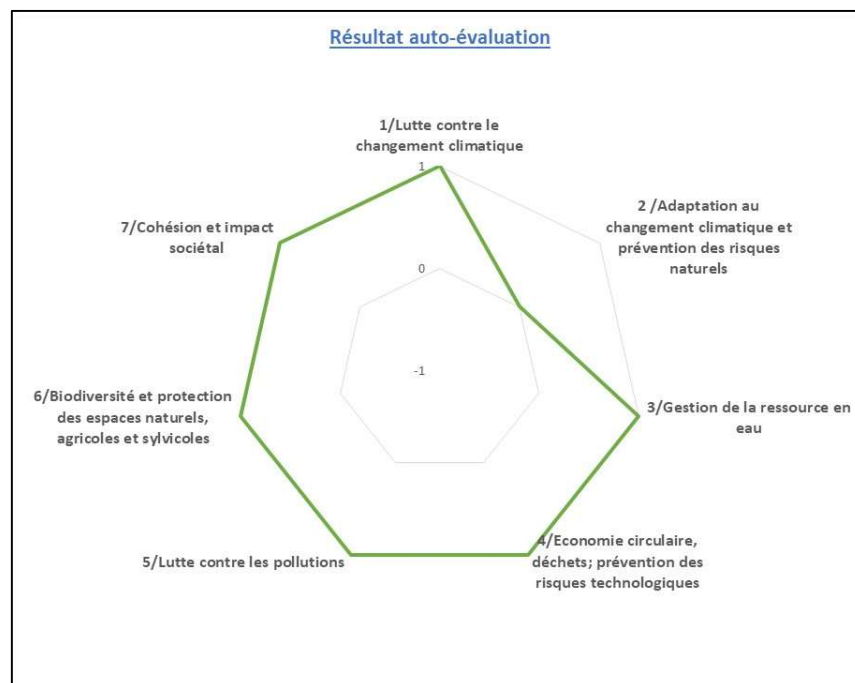 Résultat auto-évaluation
1/Lutte contre le
changement climatique
1
2 /Adaptation au
changement climatique et
prévention des risques
naturels
7/Cohésion et impact
sociétal
0
-1
6/Biodiversité et protection
des espaces naturels,
agricoles et sylvicoles
3/Gestion de la ressource en
eau
4/Economie circulaire,
déchets; prévention des
risques technologiques
5/Lutte contre les pollutions